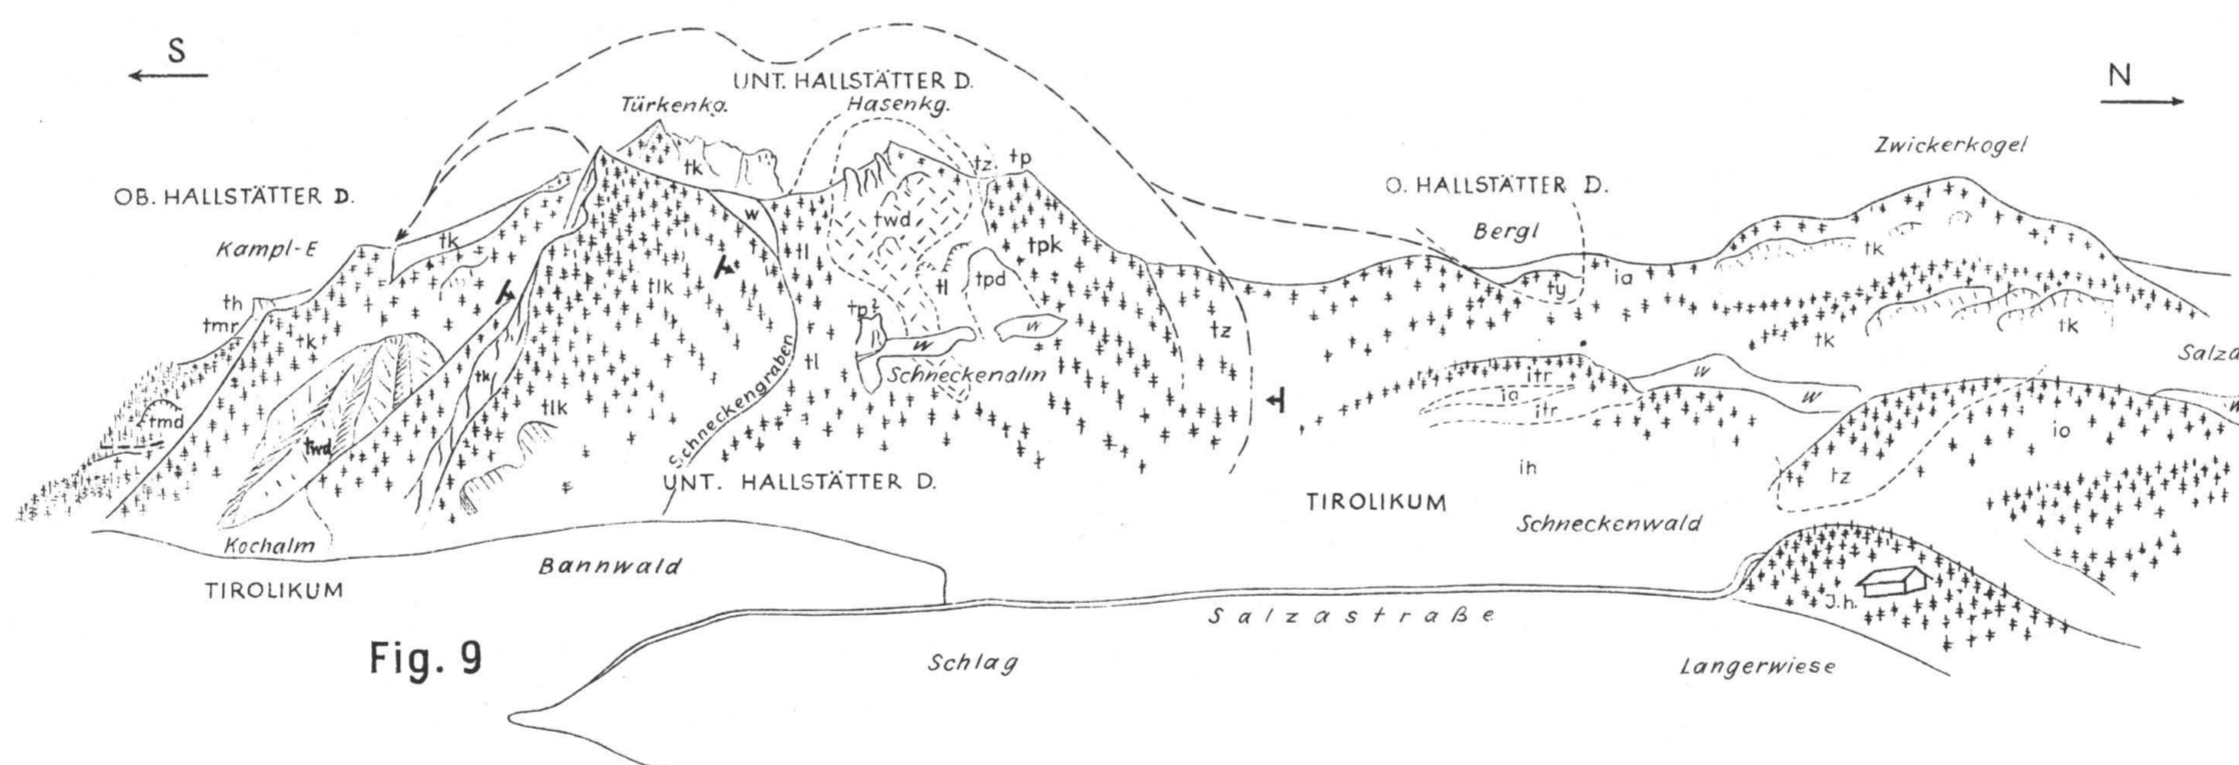 S
N
UNT. HALLSTÄTTER D.
Türkenkg.
Hasenkg.
Zwickerkogel
tz
tp
tk
OB. HALLSTÄTTER D.
O. HALLSTÄTTER D.
w
twd
Bergl
Kampl-E
tk
tl
tpk
ia
tk
tlk
tl
tpd
ty
th
tp²
tmr
tk
w
w
tz
tk
tk
tl
Salza
tk
Schneckenalm
itr
w
ia
w
w
tmd
tlk
itr
Schneckengraben
io
twd
ih
tz
UNT. HALLSTÄTTER D.
TIROLIKUM
Schneckenwald
Kochalm
Bannwald
TIROLIKUM
J.h.
Salzastraße
Fig. 9
Schlag
Langerwiese